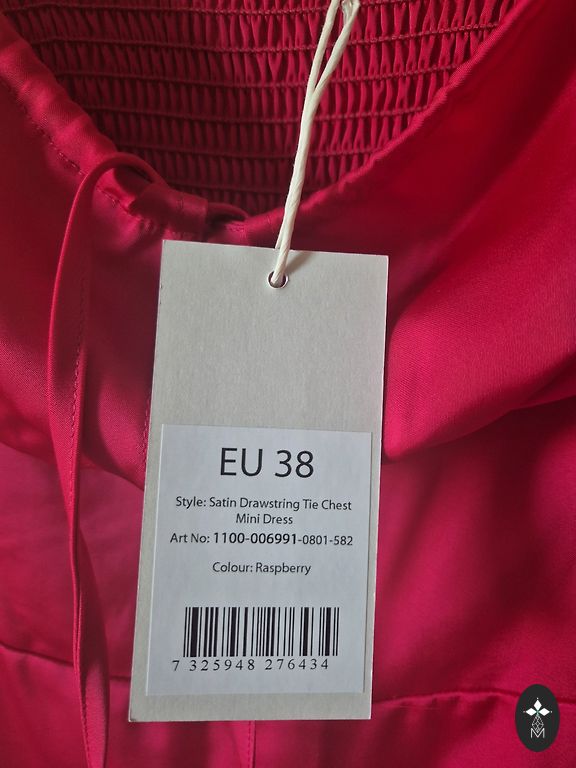 EU 38
Style: Satin Drawstring Tie Chest
Mini Dress
Art No: 1100-006991-0801-582
Colour: Raspberry
7 325948 276434
M